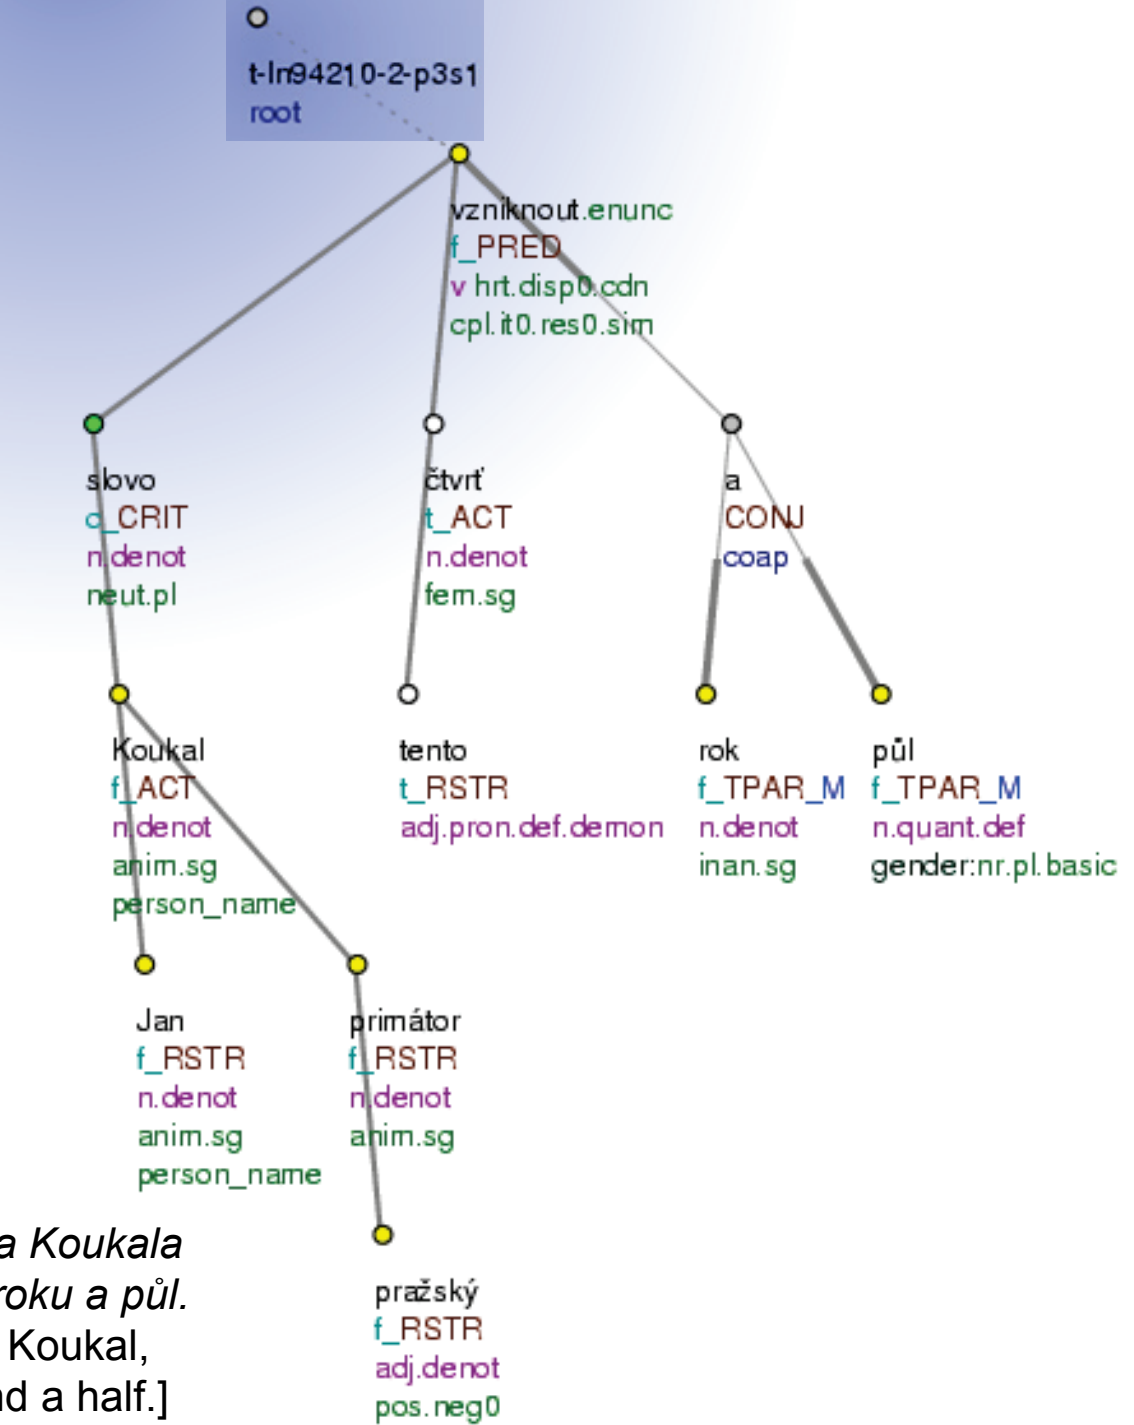 t-ln94210-2-p3s1
root
vzniknout.enunc
f_PRED
v hrt.disp0.cdn
cpl.it0.res0.sim
slovo
c_CRIT
n.denot
neut.pl
čtvrť
t_ACT
n.denot
fem.sg
a
CONJ
coap
Koukal
f_ACT
n.denot
anim.sg
person_name
tento
t_RSTR
adj.pron.def.demon
rok
f_TPAR_M
n.denot
inan.sg
půl
f_TPAR_M
n.quant.def
gender:nr.pl.basic
Jan
f_RSTR
n.denot
anim.sg
person_name
primátor
f_RSTR
n.denot
anim.sg
pražský
f_RSTR
adj.denot
pos.neg0
a Koukala
roku a půl.
Koukal,
nd a half.]